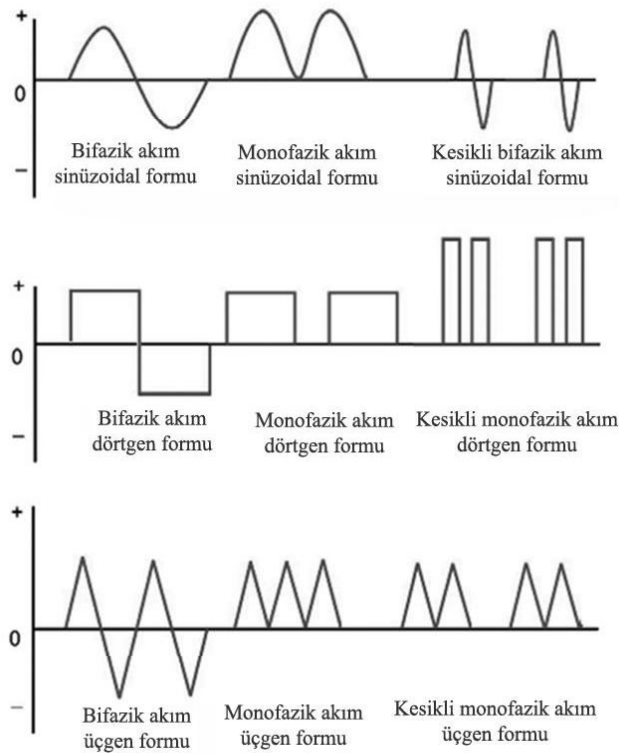 +
0
−
Bifazik akım
sinüzoidal formu
Monofazik akım
sinüzoidal formu
Kesikli bifazik akım
sinüzoidal formu
+
0
−
Bifazik akım
dörtgen formu
Monofazik akım
dörtgen formu
Kesikli monofazik akım
dörtgen formu
+
0
−
Bifazik akım
üçgen formu
Monofazik akım
üçgen formu
Kesikli monofazik akım
üçgen formu